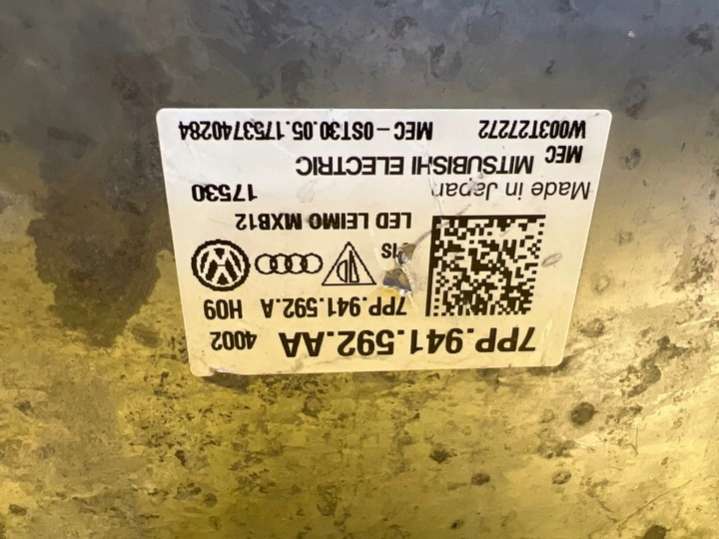 7PP.941.592.AA 4002
7PP.941.592.A H09
LED LEIMO MXB12
Made in Japan 17530
MEC MITSUBISHI ELECTRIC
W003T27272 MEC-0ST30.05.1753740284